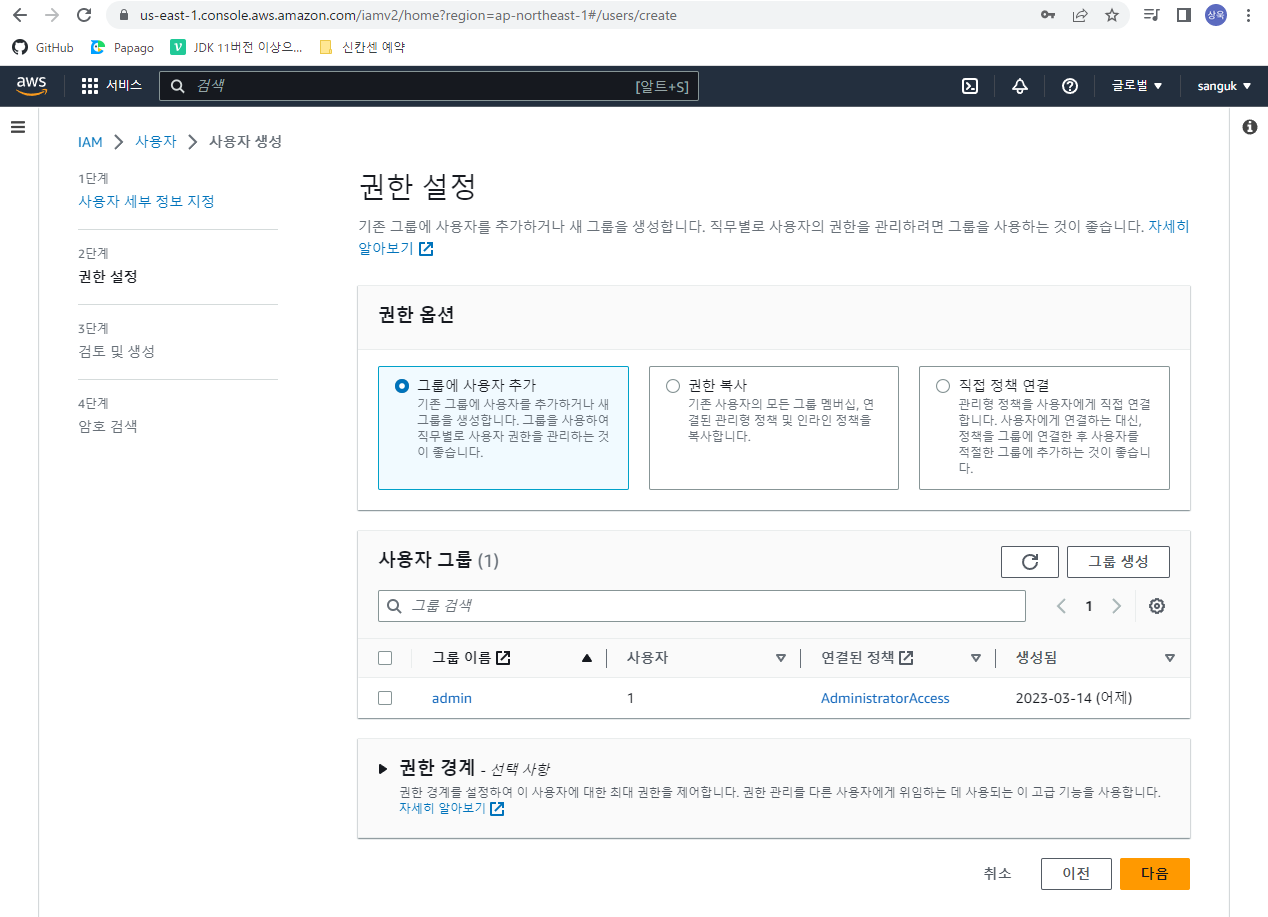 us-east-1.console.aws.amazon.com/iamv2/home?region=ap-northeast-1#/users/create
상욱
GitHub
Papago
JDK 11버전 이상으...
신칸센 예약
aws
서비스
검색
[알트+S]
글로벌
sanguk
IAM
사용자
사용자 생성
1단계
사용자 세부 정보 지정
2단계
권한 설정
3단계
검토 및 생성
4단계
암호 검색
권한 설정
기존 그룹에 사용자를 추가하거나 새 그룹을 생성합니다. 직무별로 사용자의 권한을 관리하려면 그룹을 사용하는 것이 좋습니다. 자세히
알아보기
권한 옵션
그룹에 사용자 추가
기존 그룹에 사용자를 추가하거나 새
그룹을 생성합니다. 그룹을 사용하여
직무별로 사용자 권한을 관리하는 것
이 좋습니다.
권한 복사
기존 사용자의 모든 그룹 멤버십, 연
결된 관리형 정책 및 인라인 정책을
복사합니다.
직접 정책 연결
관리형 정책을 사용자에게 직접 연결
합니다. 사용자에게 연결하는 대신,
정책을 그룹에 연결한 후 사용자를
적절한 그룹에 추가하는 것이 좋습니
다.
사용자 그룹 (1)
그룹 생성
그룹 검색
1
그룹 이름
사용자
연결된 정책
생성됨
admin
1
AdministratorAccess
2023-03-14 (어제)
권한 경계 - 선택 사항
권한 경계를 설정하여 이 사용자에 대한 최대 권한을 제어합니다. 권한 관리를 다른 사용자에게 위임하는 데 사용되는 이 고급 기능을 사용합니다.
자세히 알아보기
취소
이전
다음